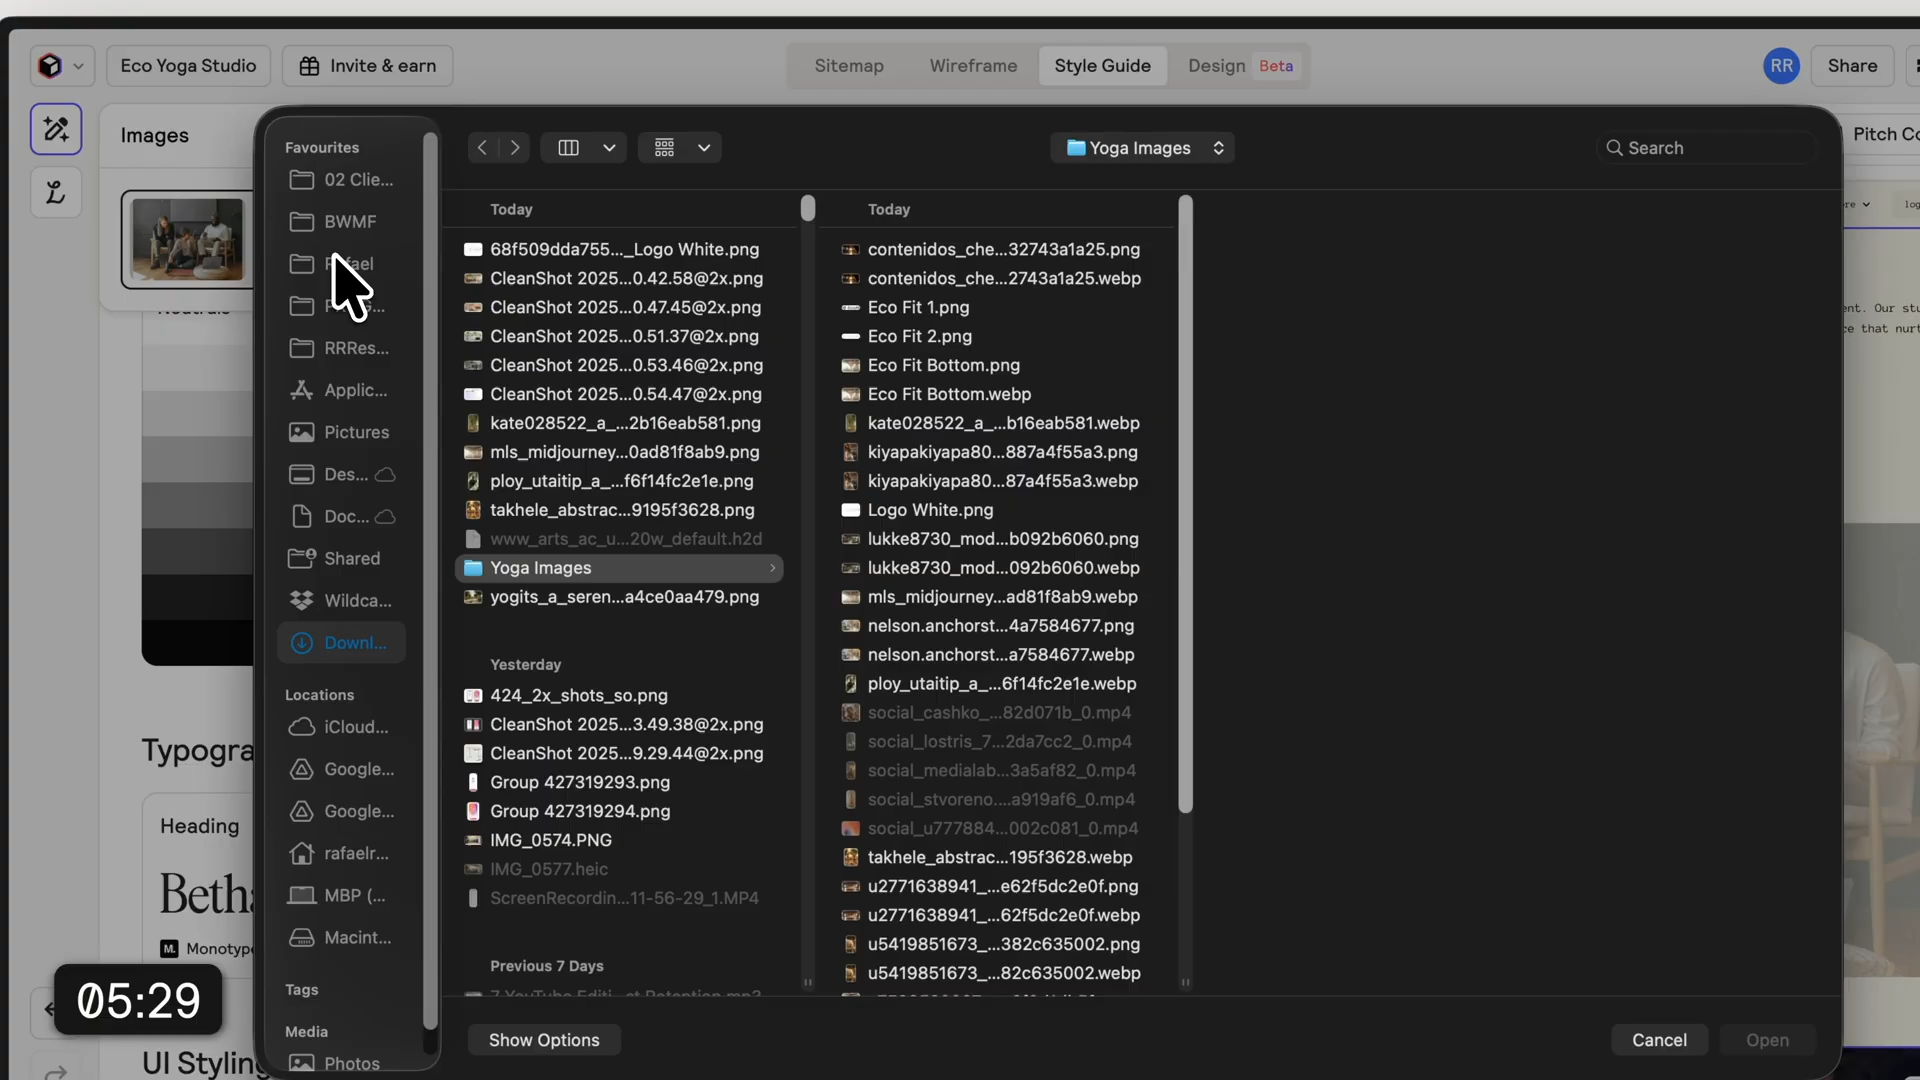 Eco Yoga Studio
Invite & earn
Sitemap
Wireframe
Style Guide
Design Beta
RR
Share
Images
Pitch Co
Favourites
02 Clie...
BWMF
RRRes...
Applic...
Pictures
Des...
Doc...
Shared
Wildca...
Downl...
Locations
iCloud...
Google...
Google...
rafaelr...
MBP (...
Macint...
Tags
Media
Photos
Yoga Images
Search
Today
68f509dda755..._Logo White.png
CleanShot 2025...0.42.58@2x.png
CleanShot 2025...0.47.45@2x.png
CleanShot 2025...0.51.37@2x.png
CleanShot 2025...0.53.46@2x.png
CleanShot 2025...0.54.47@2x.png
kate028522_a_...2b16eab581.png
mls_midjourney...0ad81f8ab9.png
ploy_utaitip_a_...f6f14fc2e1e.png
takhele_abstrac...9195f3628.png
www_arts_ac_u...20w_default.h2d
Yoga Images
yogits_a_seren...a4ce0aa479.png
Yesterday
424_2x_shots_so.png
CleanShot 2025...3.49.38@2x.png
CleanShot 2025...9.29.44@2x.png
Group 427319293.png
Group 427319294.png
IMG_0574.PNG
IMG_0577.heic
ScreenRecordin...11-56-29_1.MP4
Previous 7 Days
Today
contenidos_che...32743a1a25.png
contenidos_che...2743a1a25.webp
Eco Fit 1.png
Eco Fit 2.png
Eco Fit Bottom.png
Eco Fit Bottom.webp
kate028522_a_...b16eab581.webp
kiyapakiyapa80...887a4f55a3.png
kiyapakiyapa80...87a4f55a3.webp
Logo White.png
lukke8730_mod...b092b6060.png
lukke8730_mod...092b6060.webp
mls_midjourney...ad81f8ab9.webp
nelson.anchorst...4a7584677.png
nelson.anchorst...a7584677.webp
ploy_utaitip_a_...6f14fc2e1e.webp
social_cashko_...82d071b_0.mp4
social_lostris_7...2da7cc2_0.mp4
social_medialab...3a5af82_0.mp4
social_stvoreno....a919af6_0.mp4
social_u777884...002c081_0.mp4
takhele_abstrac...195f3628.webp
u2771638941_...e62f5dc2e0f.png
u2771638941_...62f5dc2e0f.webp
u5419851673_...382c635002.png
u5419851673_...82c635002.webp
Typogra
Heading
Betha
M. Monotype
05:29
UI Styling
Show Options
Cancel
Open
ent. Our stu
ce that nurt